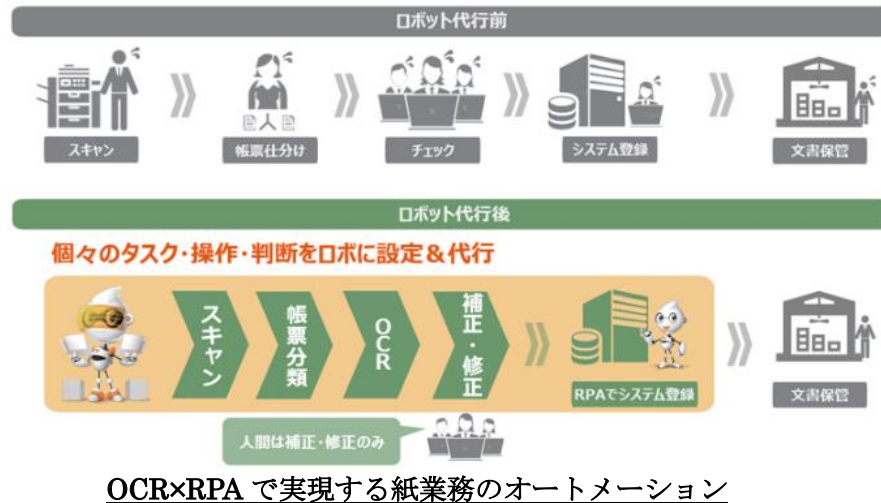 ロボット代行前
スキャン
帳票仕分け
チェック
システム登録
文書保管
ロボット代行後
個々のタスク・操作・判断をロボに設定＆代行
スキャン
帳票分類
OCR
補正・修正
RPAでシステム登録
文書保管
人間は補正・修正のみ
OCR×RPA で実現する紙業務のオートメーション